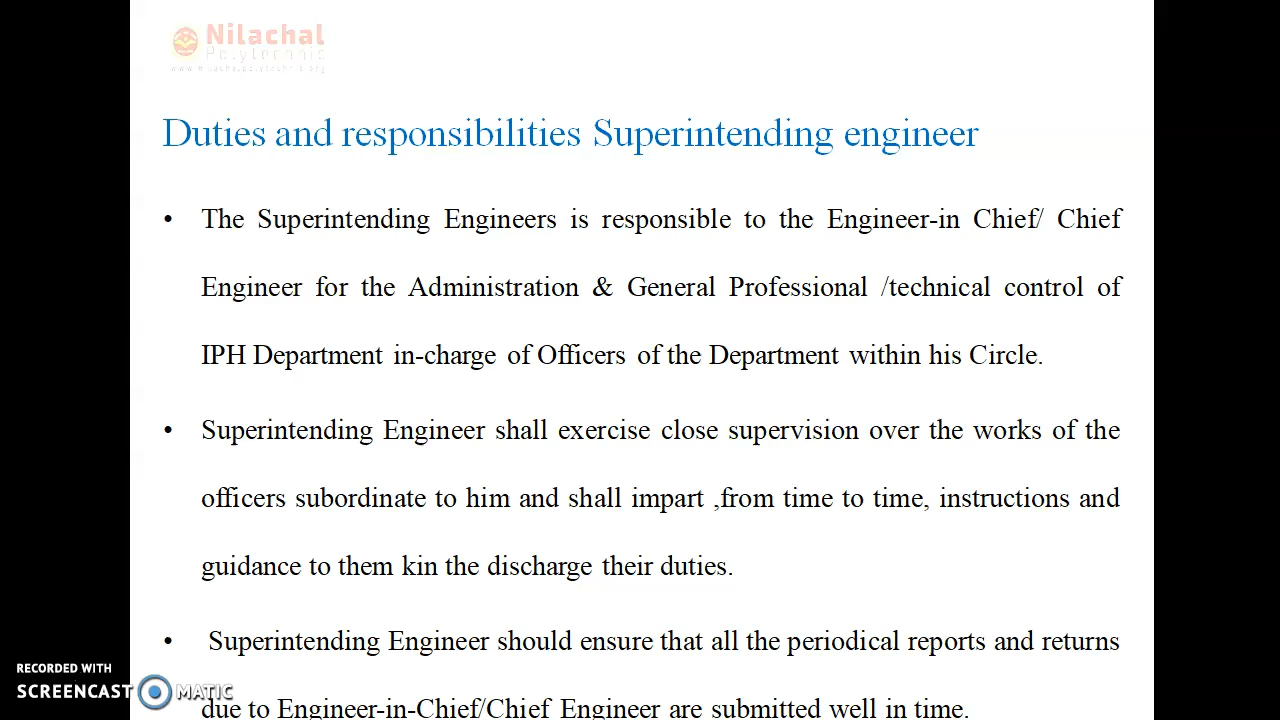 Nilachal
Polytechnic
Duties and responsibilities Superintending engineer
• The Superintending Engineers is responsible to the Engineer-in Chief/ Chief
Engineer for the Administration & General Professional /technical control of
IPH Department in-charge of Officers of the Department within his Circle.
• Superintending Engineer shall exercise close supervision over the works of the
officers subordinate to him and shall impart ,from time to time, instructions and
guidance to them kin the discharge their duties.
• Superintending Engineer should ensure that all the periodical reports and returns
due to Engineer-in-Chief/Chief Engineer are submitted well in time.
RECORDED WITH
SCREENCAST MATIC